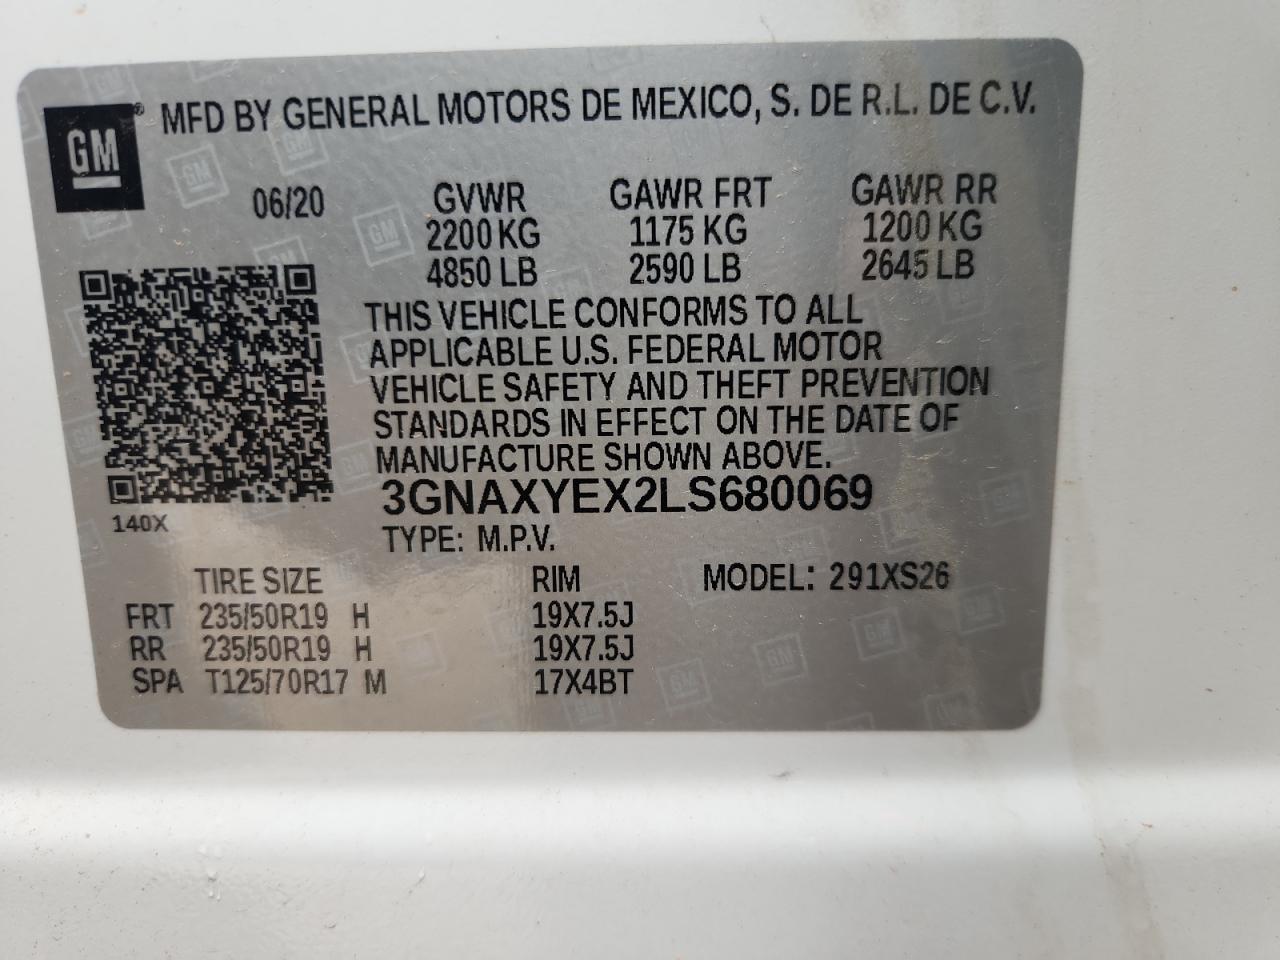 GM® MFD BY GENERAL MOTORS DE MEXICO, S. DE R.L. DE C.V.
06/20 GVWR GAWR FRT GAWR RR
2200 KG 1175 KG 1200 KG
4850 LB 2590 LB 2645 LB
THIS VEHICLE CONFORMS TO ALL
APPLICABLE U.S. FEDERAL MOTOR
VEHICLE SAFETY AND THEFT PREVENTION
STANDARDS IN EFFECT ON THE DATE OF
MANUFACTURE SHOWN ABOVE.
3GNAXYEX2LS680069
140X
TYPE: M.P.V.
TIRE SIZE RIM MODEL: 291XS26
FRT 235/50R19 H 19X7.5J
RR 235/50R19 H 19X7.5J
SPA T125/70R17 M 17X4BT